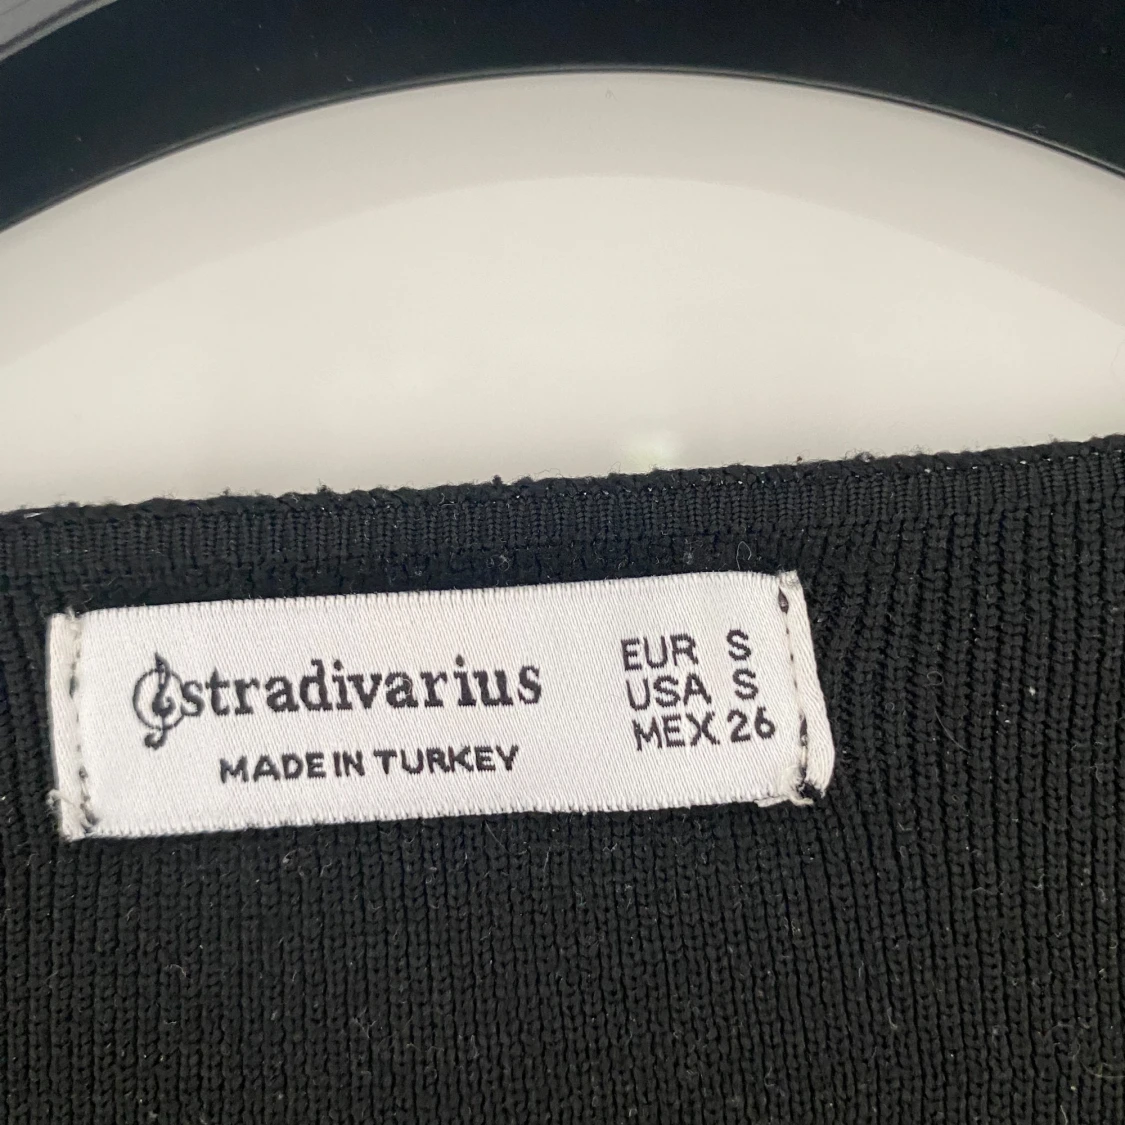 stradivarius
MADE IN TURKEY
EUR S
USA S
MEX 26